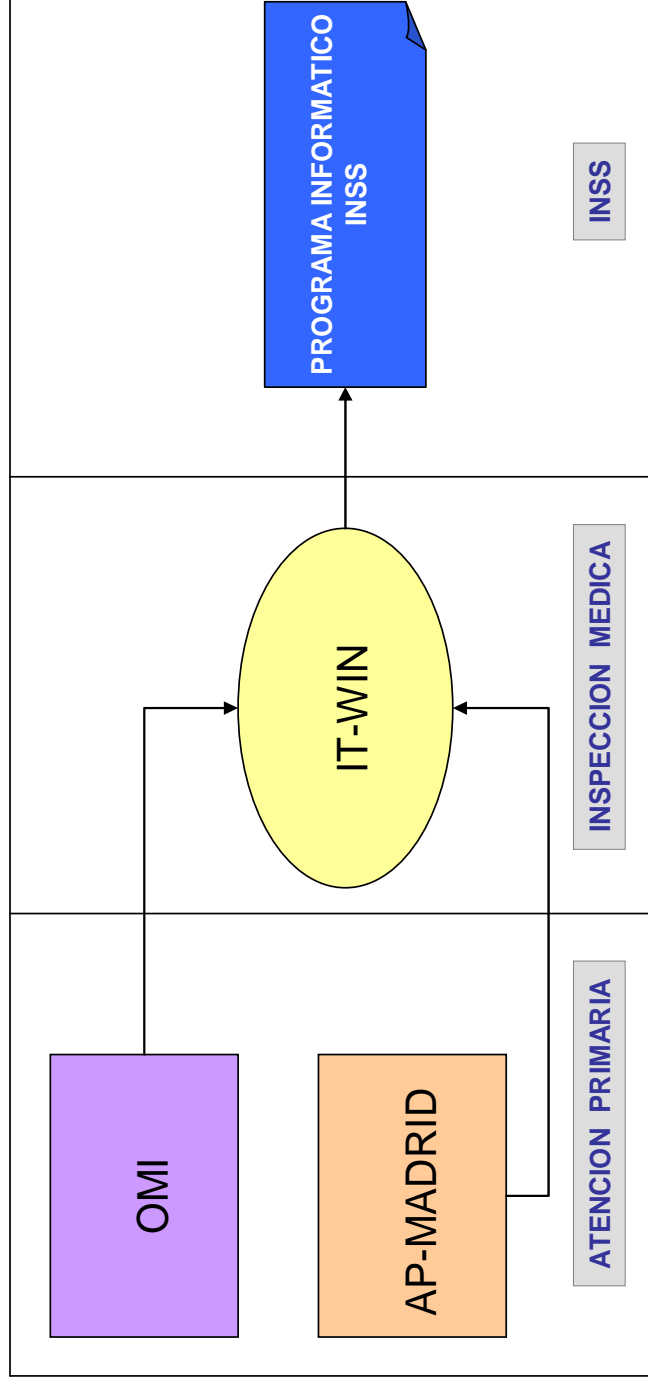 OMI
AP-MADRID
ATENCION PRIMARIA
IT-WIN
INSPECCION MEDICA
PROGRAMA INFORMATICO
INSS
INSS